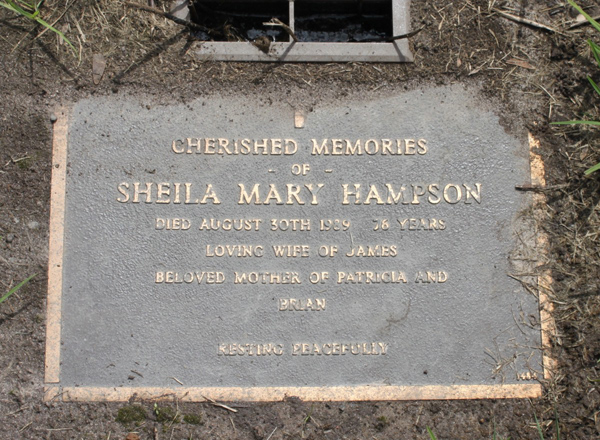 CHERISHED MEMORIES
- OF -
SHEILA MARY HAMPSON
DIED AUGUST 30TH 1989 76 YEARS
LOVING WIFE OF JAMES
BELOVED MOTHER OF PATRICIA AND
BRIAN
RESTING PEACEFULLY